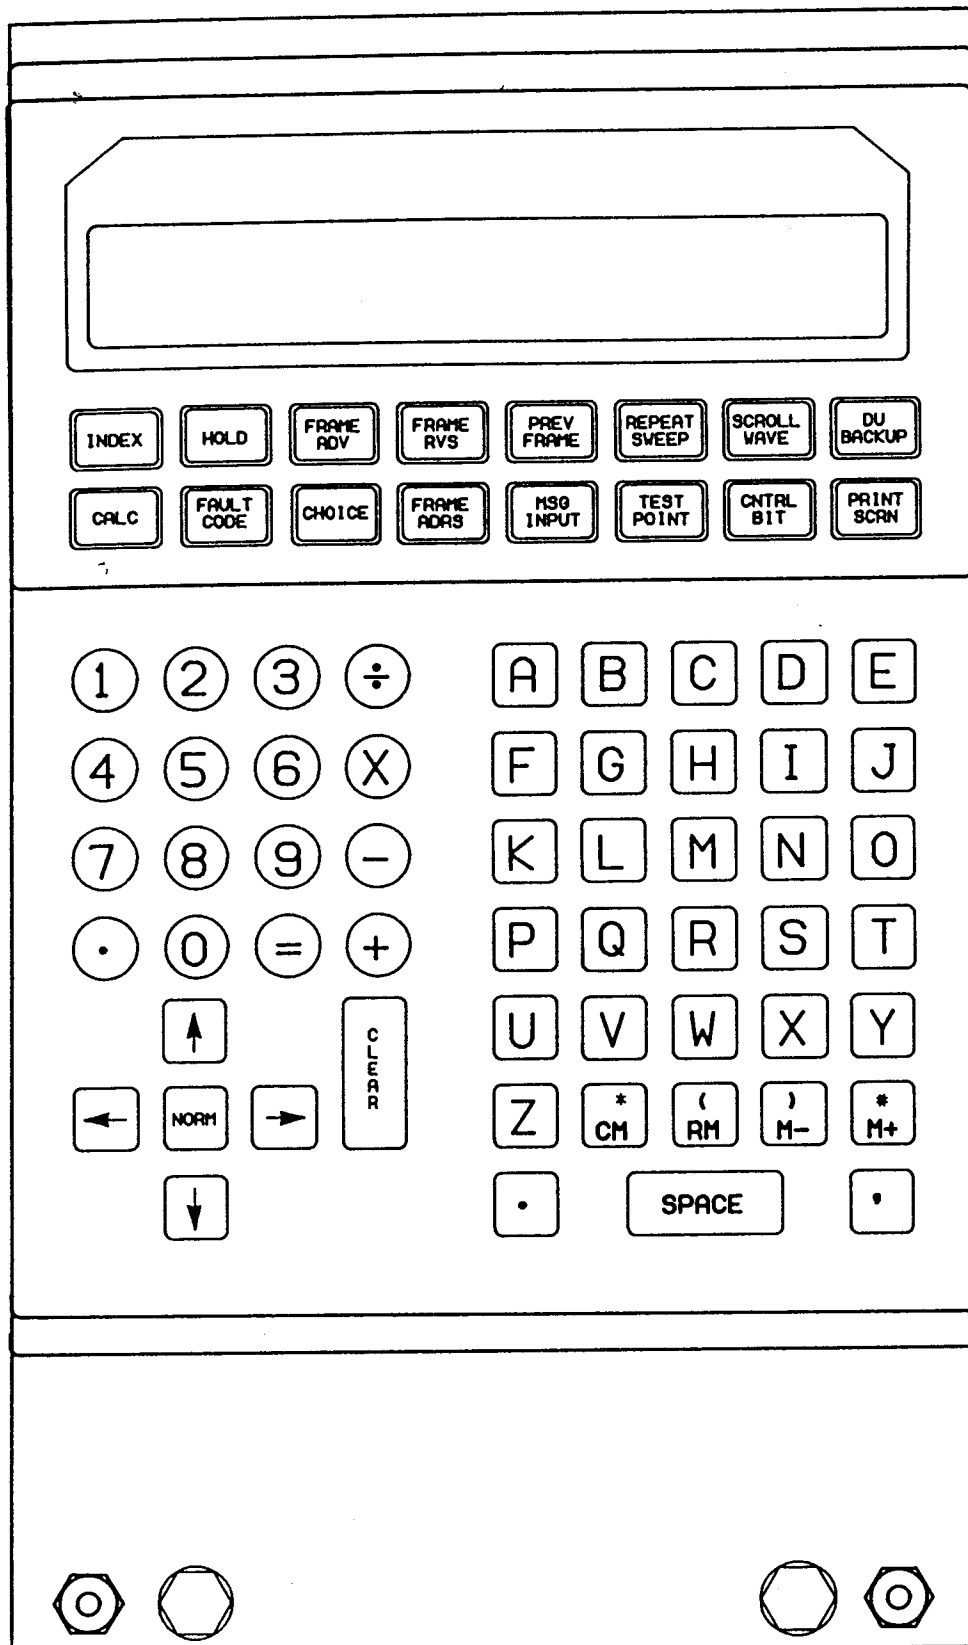 INDEX HOLD FRAME ADV FRAME RVS PREV FRAME REPEAT SWEEP SCROLL WAVE DU BACKUP
CALC FAULT CODE CHOICE FRAME ADRS MSG INPUT TEST POINT CNTRL BIT PRINT SCRN
1 2 3 ÷ A B C D E
4 5 6 X F G H I J
7 8 9 − K L M N O
. 0 = + P Q R S T
↑ CLEAR U V W X Y
← NORM → Z * CM ( RM ) M− # M+
↓ . SPACE '